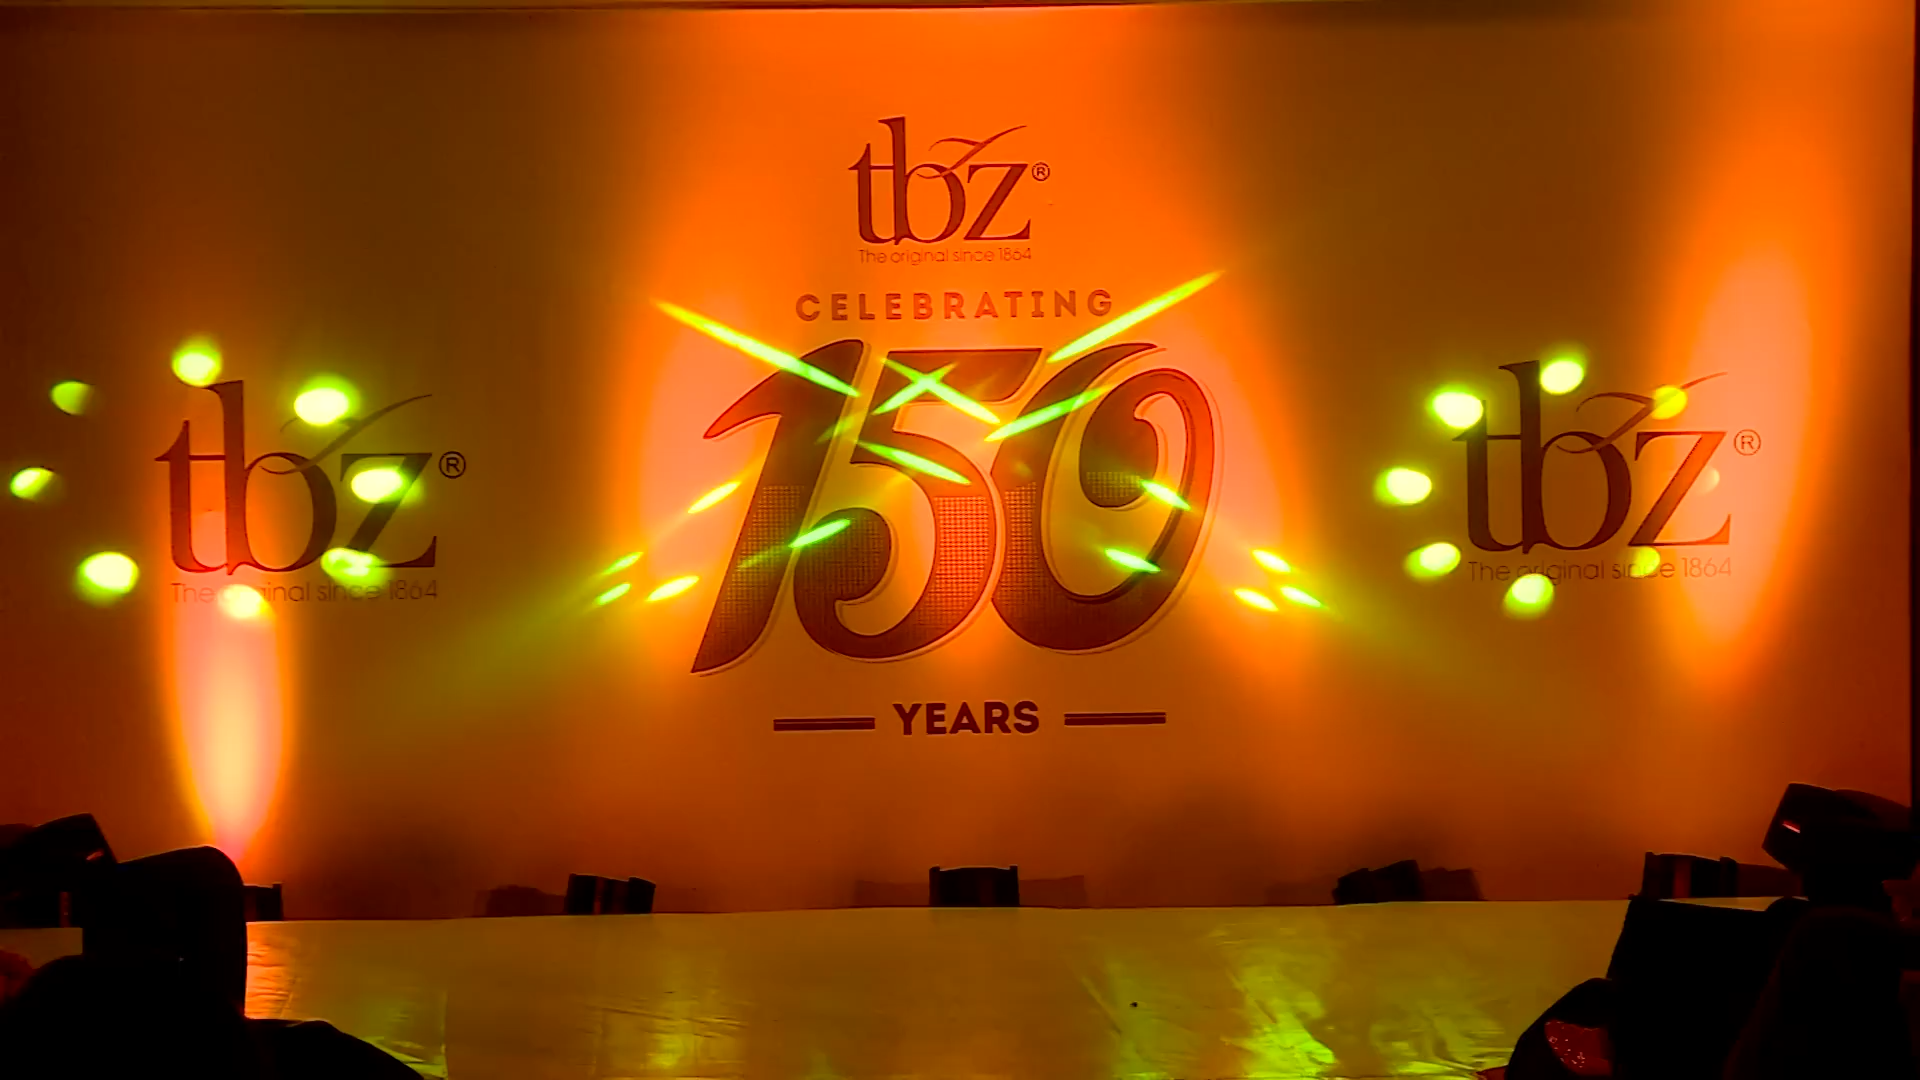 tbz®
The original since 1864
CELEBRATING
150
YEARS
tbz®
The original since 1864
tbz®
The original since 1864